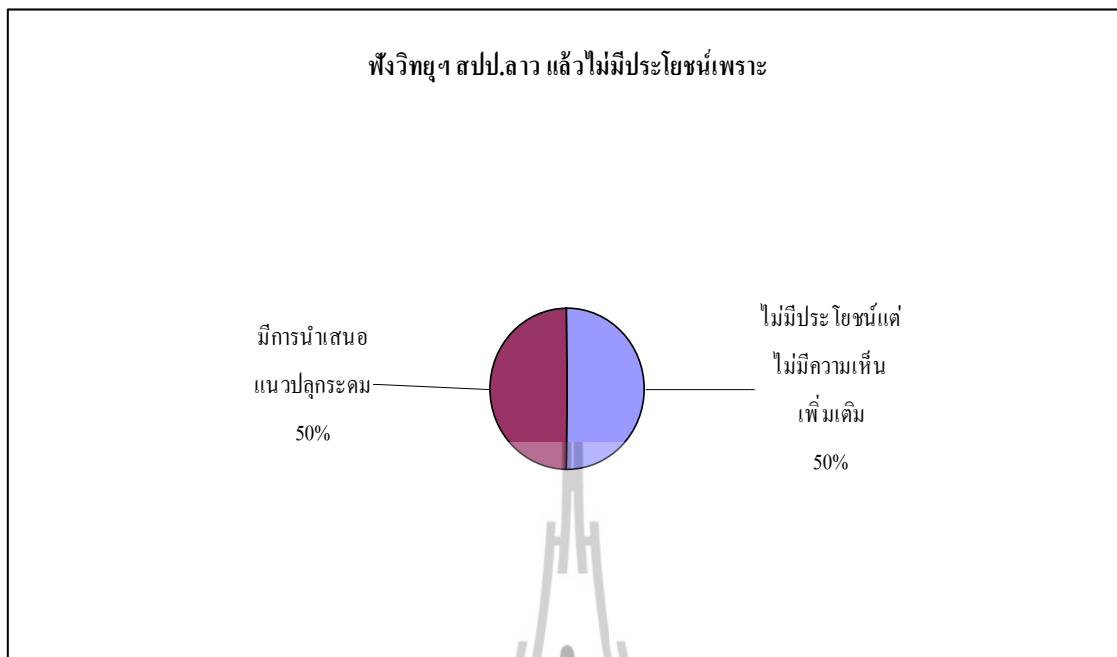 ฟังวิทยุฯ สปป.ลาว แล้วไม่มีประโยชน์เพราะ
มีการนำเสนอ
แนวปลุกระดม
50%
ไม่มีประโยชน์แต่
ไม่มีความเห็น
เพิ่มเติม
50%